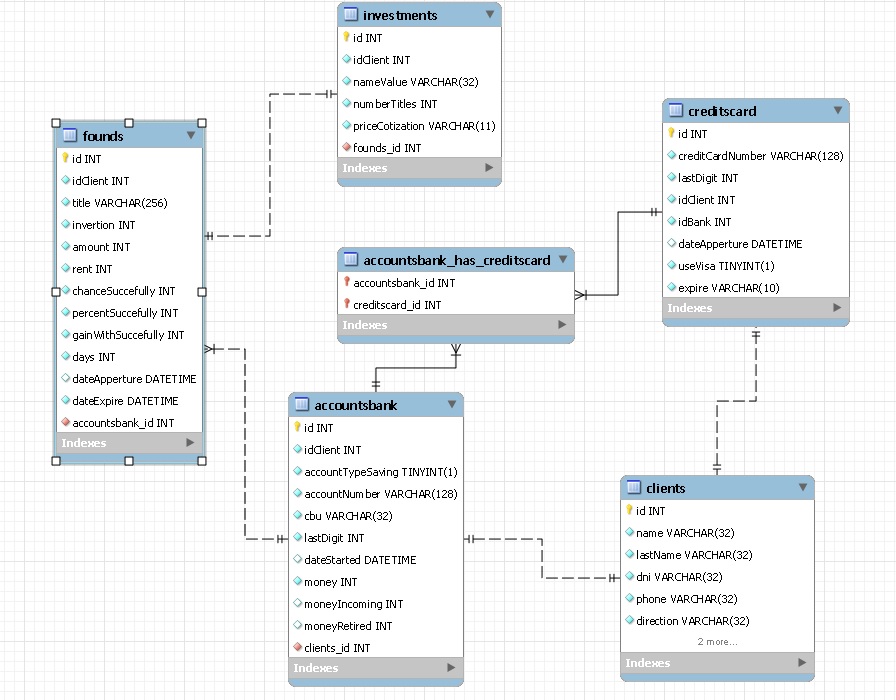 investments
id INT
idClient INT
nameValue VARCHAR(32)
numberTitles INT
priceCotization VARCHAR(11)
founds_id INT
Indexes
founds
id INT
idClient INT
title VARCHAR(256)
invertion INT
amount INT
rent INT
chanceSuccefully INT
percentSuccefully INT
gainWithSuccefully INT
days INT
dateApperture DATETIME
dateExpire DATETIME
accountsbank_id INT
Indexes
creditscard
id INT
creditCardNumber VARCHAR(128)
lastDigit INT
idClient INT
idBank INT
dateApperture DATETIME
useVisa TINYINT(1)
expire VARCHAR(10)
Indexes
accountsbank_has_creditscard
accountsbank_id INT
creditscard_id INT
Indexes
accountsbank
id INT
idClient INT
accountTypeSaving TINYINT(1)
accountNumber VARCHAR(128)
cbu VARCHAR(32)
lastDigit INT
dateStarted DATETIME
money INT
moneyIncoming INT
moneyRetired INT
clients_id INT
Indexes
clients
id INT
name VARCHAR(32)
lastName VARCHAR(32)
dni VARCHAR(32)
phone VARCHAR(32)
direction VARCHAR(32)
2 more...
Indexes